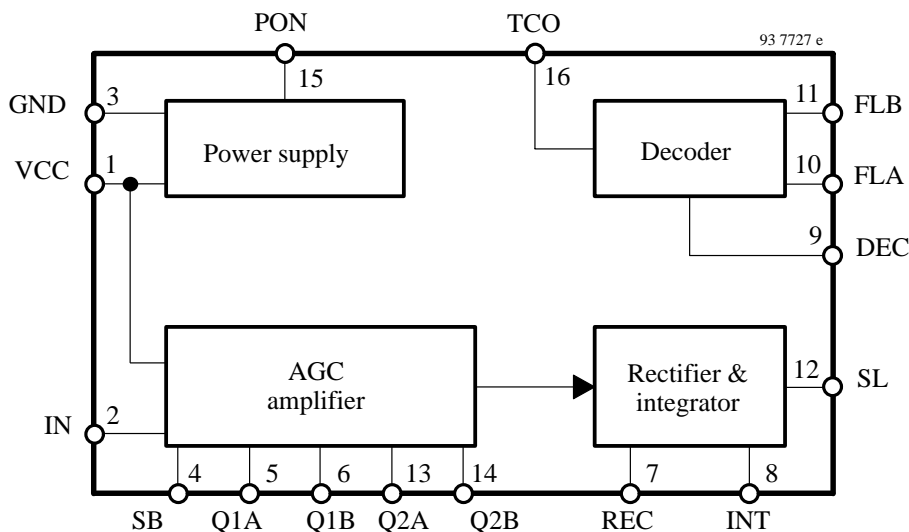 PON
TCO
93 7727 e
15
16
GND
3
11
FLB
Power supply
Decoder
VCC
1
10
FLA
9
DEC
AGC
amplifier
Rectifier &
integrator
12
SL
IN
2
4
5
6
13
14
7
8
SB
Q1A
Q1B
Q2A
Q2B
REC
INT